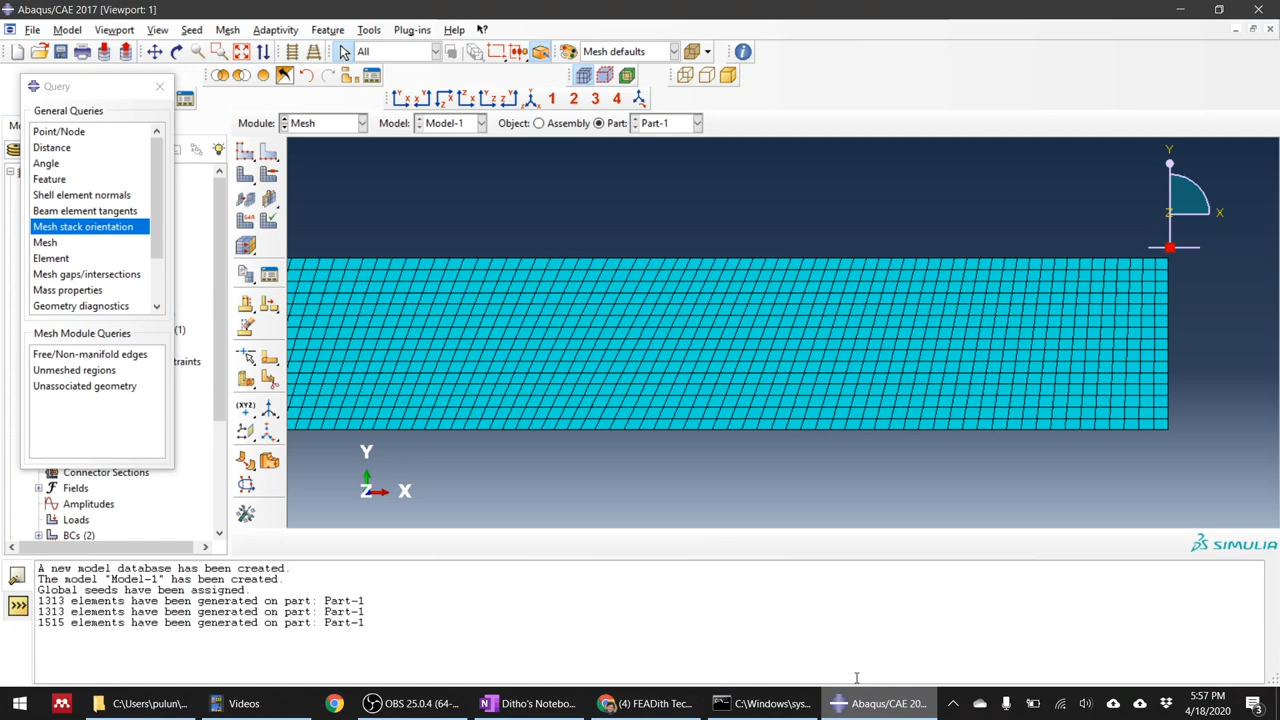 Abaqus/CAE 2017 [Viewport: 1]
File Model Viewport View Seed Mesh Adaptivity Feature Tools Plug-ins Help
All Mesh defaults
Query
1 2 3 4
General Queries
Module: Mesh Model: Model-1 Object: Assembly Part: Part-1
Point/Node
Distance
Angle
Feature
Shell element normals
Beam element tangents
Mesh stack orientation
Mesh
Element
Mesh gaps/intersections
Mass properties
Geometry diagnostics
Mesh Module Queries
(1)
Free/Non-manifold edges
traints
Unmeshed regions
Unassociated geometry
Connector Sections
Fields
Amplitudes
Loads
BCs (2)
Y
Z X
Y
Z X
SIMULIA
A new model database has been created.
The model "Model-1" has been created.
Global seeds have been assigned.
1313 elements have been generated on part: Part-1
1313 elements have been generated on part: Part-1
1515 elements have been generated on part: Part-1
C:\Users\pulun\... Videos OBS 25.0.4 (64-... Ditho's Notebo... (4) FEADith Tec... C:\Windows\sys... Abaqus/CAE 20...
5:57 PM
4/18/2020
3